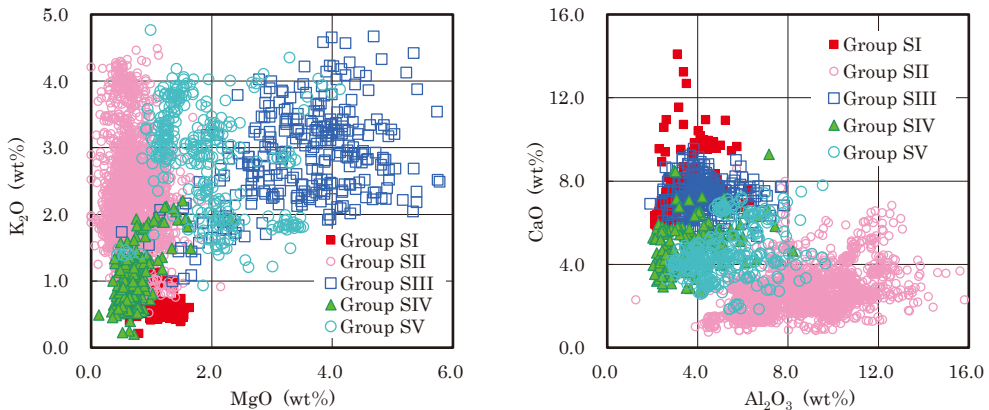 5.0
4.0
3.0
2.0
1.0
0.0
K₂O (wt%)
0.0 2.0 4.0 6.0
MgO (wt%)
Group SI
Group SII
Group SIII
Group SIV
Group SV
16.0
12.0
8.0
4.0
0.0
CaO (wt%)
0.0 4.0 8.0 12.0 16.0
Al₂O₃ (wt%)
Group SI
Group SII
Group SIII
Group SIV
Group SV